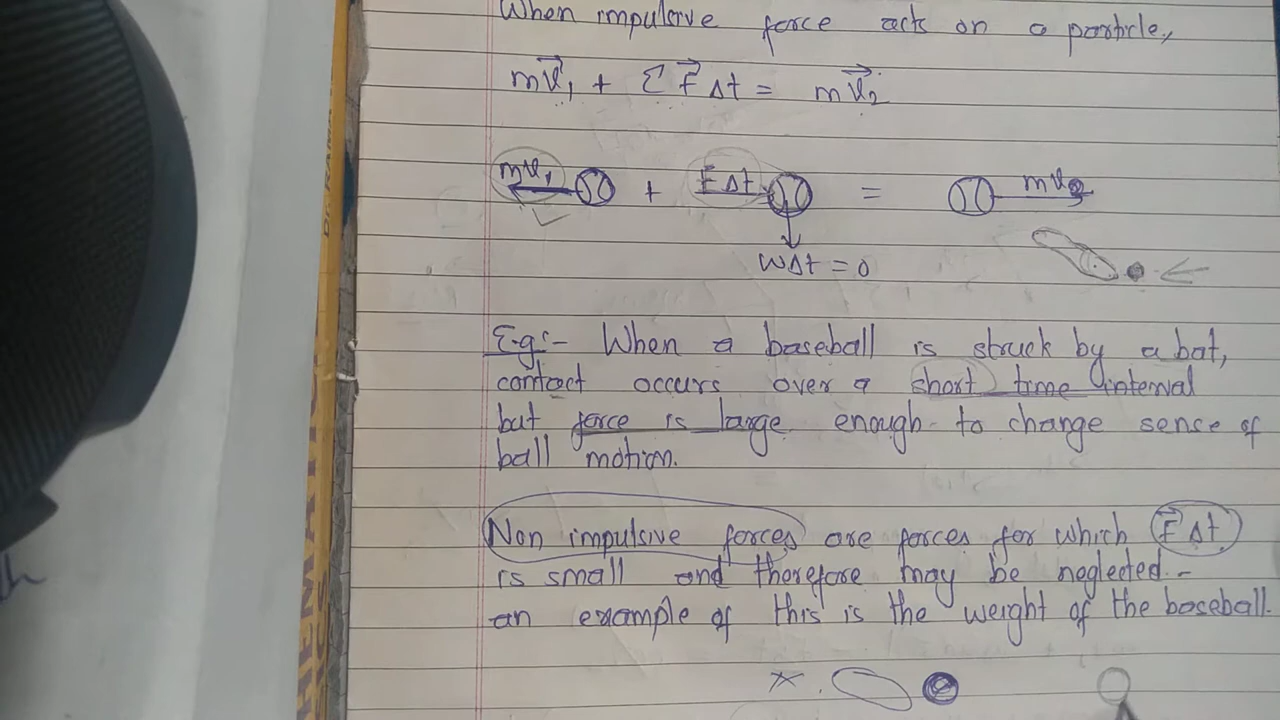 When impulsive force acts on a particle,
mv⃗₁ + Σ F⃗ Δt = mv⃗₂
mv₁ + F Δt = mv₂
WΔt = 0
E.g:- When a baseball is struck by a bat,
contact occurs over a short time interval
but force is large enough to change sense of
ball motion.
Non impulsive forces are forces for which F⃗ Δt
is small and therefore may be neglected -
an example of this is the weight of the baseball.